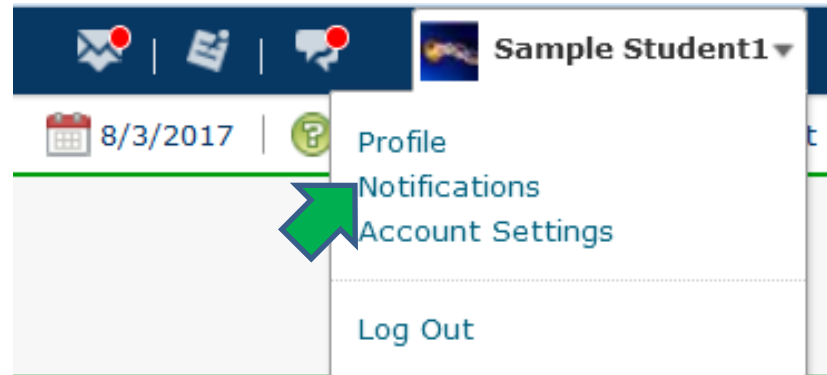 Sample Student1
8/3/2017
Profile
Notifications
Account Settings
Log Out